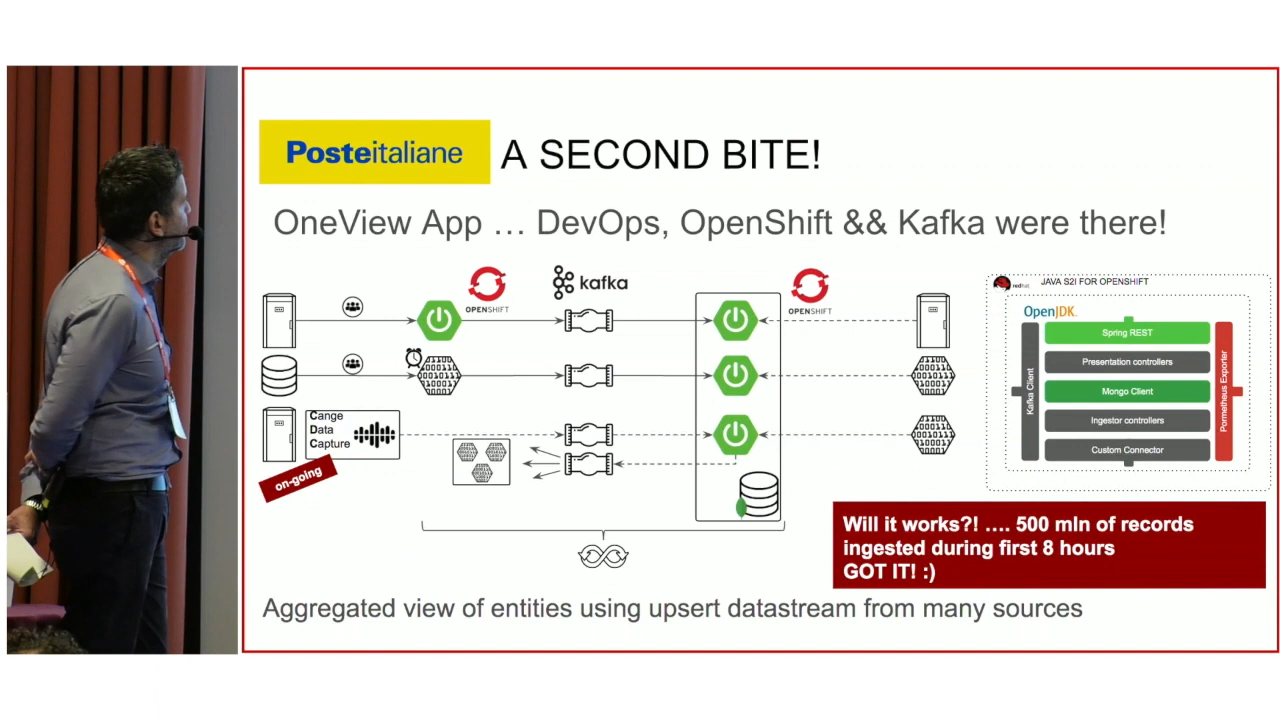 Posteitaliane A SECOND BITE!
OneView App … DevOps, OpenShift && Kafka were there!
OPENSHIFT
kafka
OPENSHIFT
Cange
Data
Capture
on-going
redhat
JAVA S2I FOR OPENSHIFT
OpenJDK
Kafka Client
Spring REST
Presentation controllers
Mongo Client
Ingestor controllers
Custom Connector
Pormetheus Exporter
Will it works?! …. 500 mln of records
ingested during first 8 hours
GOT IT! :)
Aggregated view of entities using upsert datastream from many sources